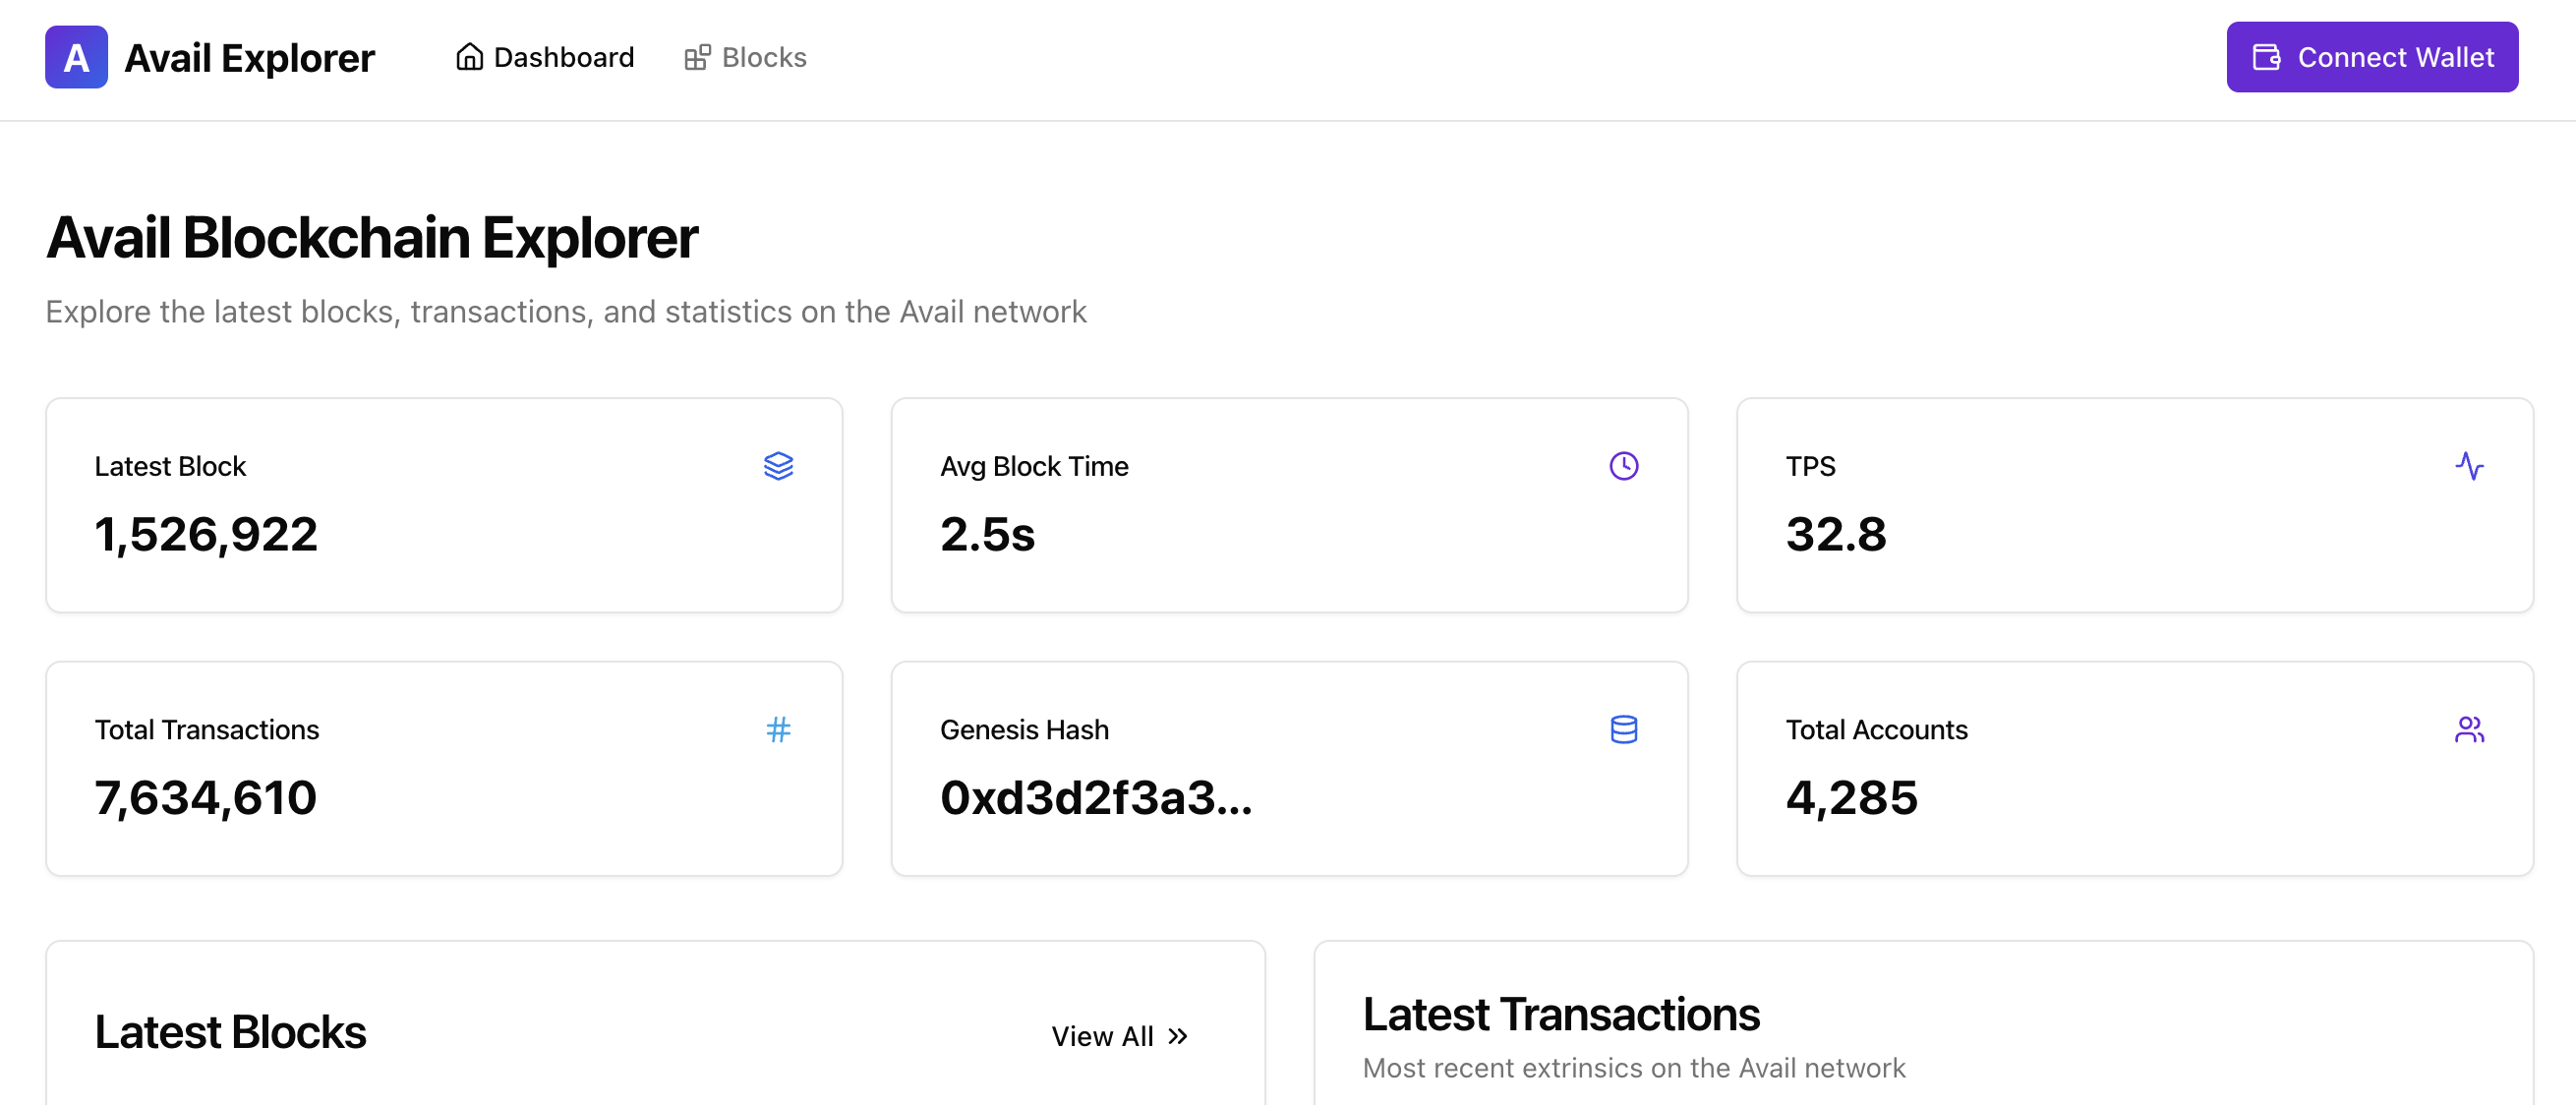 A Avail Explorer Dashboard Blocks Connect Wallet
Avail Blockchain Explorer
Explore the latest blocks, transactions, and statistics on the Avail network
Latest Block
1,526,922
Avg Block Time
2.5s
TPS
32.8
Total Transactions
7,634,610
Genesis Hash
0xd3d2f3a3...
Total Accounts
4,285
Latest Blocks
View All
Latest Transactions
Most recent extrinsics on the Avail network